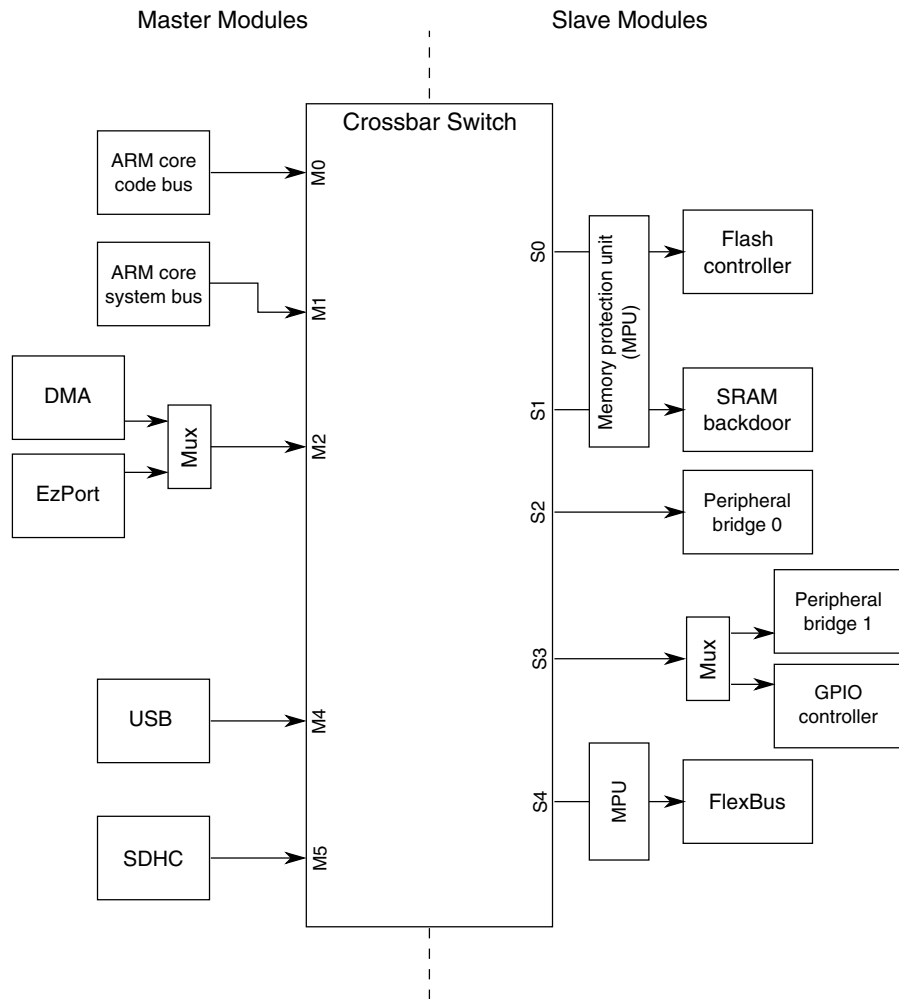 Master Modules
Slave Modules
Crossbar Switch
ARM core
code bus
M0
ARM core
system bus
M1
DMA
EzPort
Mux
M2
USB
M4
SDHC
M5
S0
Memory protection unit
(MPU)
Flash
controller
S1
SRAM
backdoor
S2
Peripheral
bridge 0
S3
Mux
Peripheral
bridge 1
GPIO
controller
S4
MPU
FlexBus